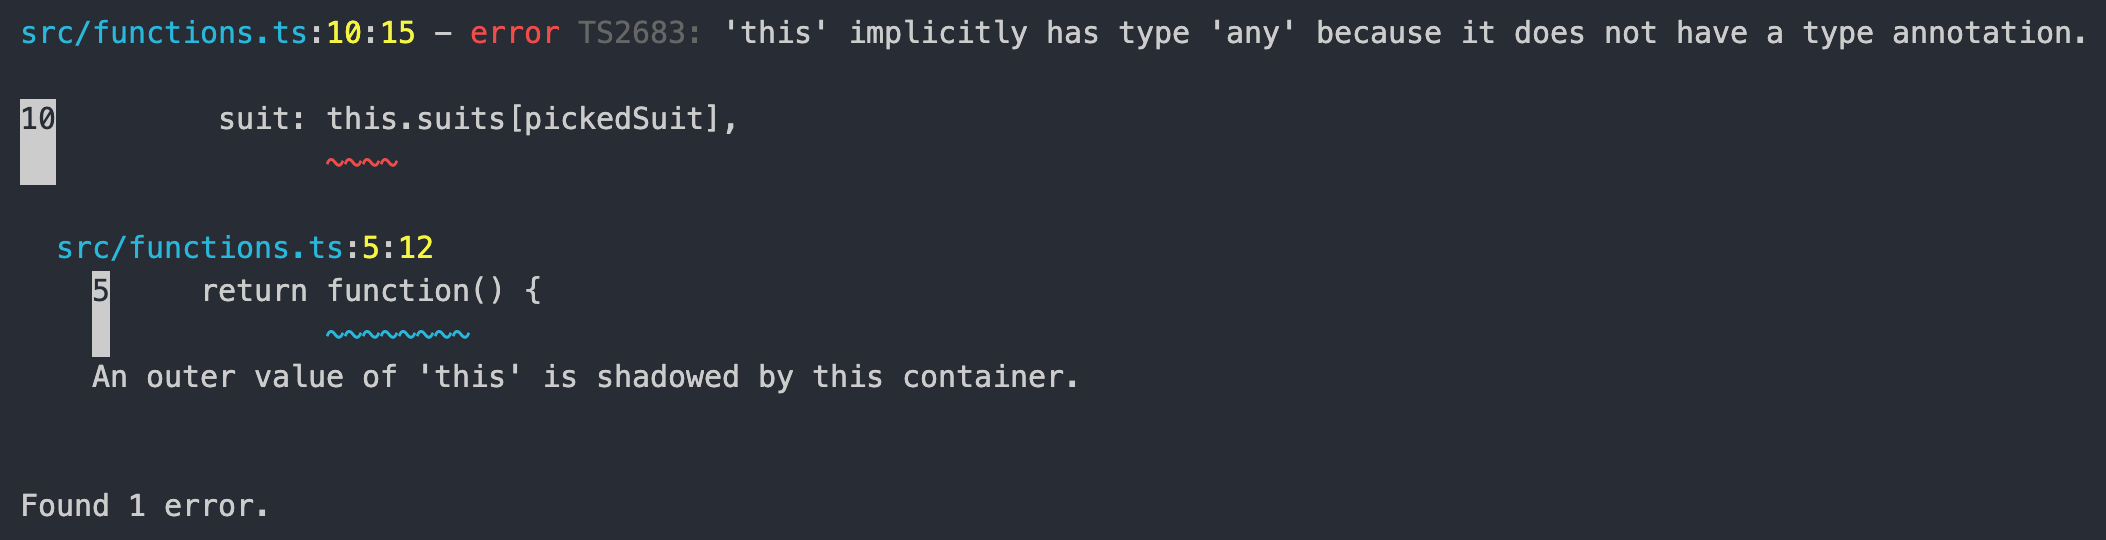 src/functions.ts:10:15 - error TS2683: 'this' implicitly has type 'any' because it does not have a type annotation.
10         suit: this.suits[pickedSuit],
~~~~
src/functions.ts:5:12
5     return function() {
~~~~~~~~
An outer value of 'this' is shadowed by this container.
Found 1 error.